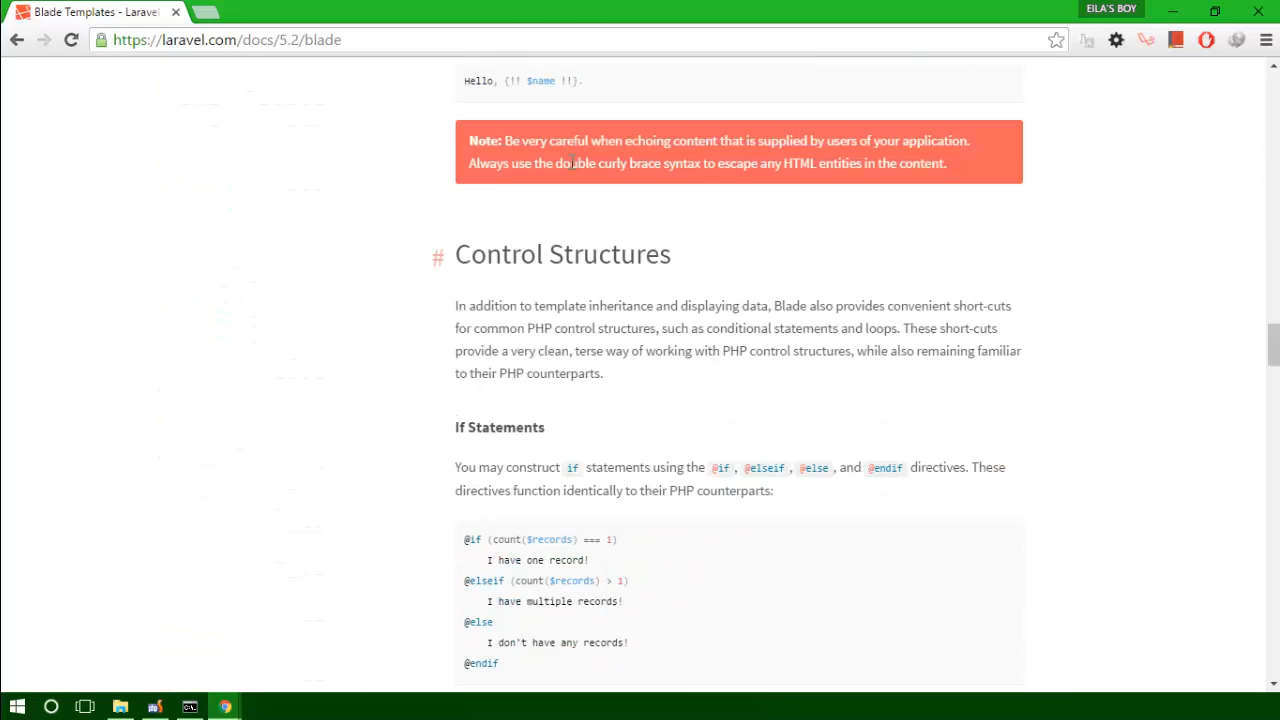 Blade Templates - Laravel
EILA'S BOY
https://laravel.com/docs/5.2/blade
Hello, {!! $name !!}.
Note: Be very careful when echoing content that is supplied by users of your application.
Always use the double curly brace syntax to escape any HTML entities in the content.
# Control Structures
In addition to template inheritance and displaying data, Blade also provides convenient short-cuts
for common PHP control structures, such as conditional statements and loops. These short-cuts
provide a very clean, terse way of working with PHP control structures, while also remaining familiar
to their PHP counterparts.
If Statements
You may construct if statements using the @if, @elseif, @else, and @endif directives. These
directives function identically to their PHP counterparts:
@if (count($records) === 1)
I have one record!
@elseif (count($records) > 1)
I have multiple records!
@else
I don't have any records!
@endif